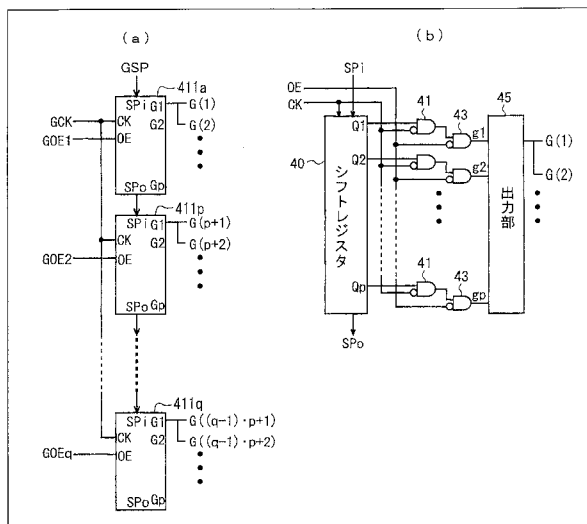 (a)
GSP
411a
SPi G1
G(1)
GCK
CK
G2
G(2)
GOE1
OE
SPo Gp
411p
SPi G1
G(p+1)
CK
G2
G(p+2)
GOE2
OE
SPo Gp
411q
SPi G1
G((q-1)·p+1)
CK
G2
G((q-1)·p+2)
GOEq
OE
SPo Gp
(b)
SPi
OE
CK
41
43
45
Q1
g1
G(1)
40
Q2
g2
G(2)
シフトレジスタ
出力部
41
43
Qp
gp
SPo